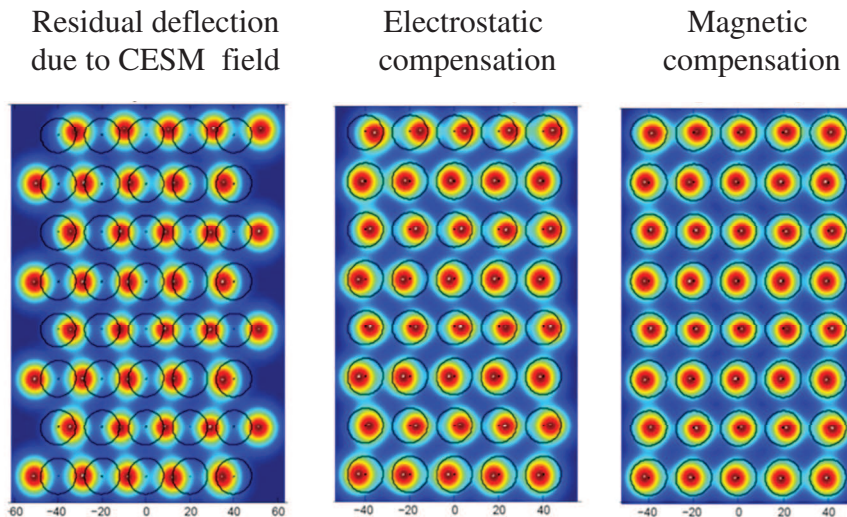 Residual deflection
due to CESM field
Electrostatic
compensation
Magnetic
compensation
-60 -40 -20 0 20 40 60
-40 -20 0 20 40
-40 -20 0 20 40